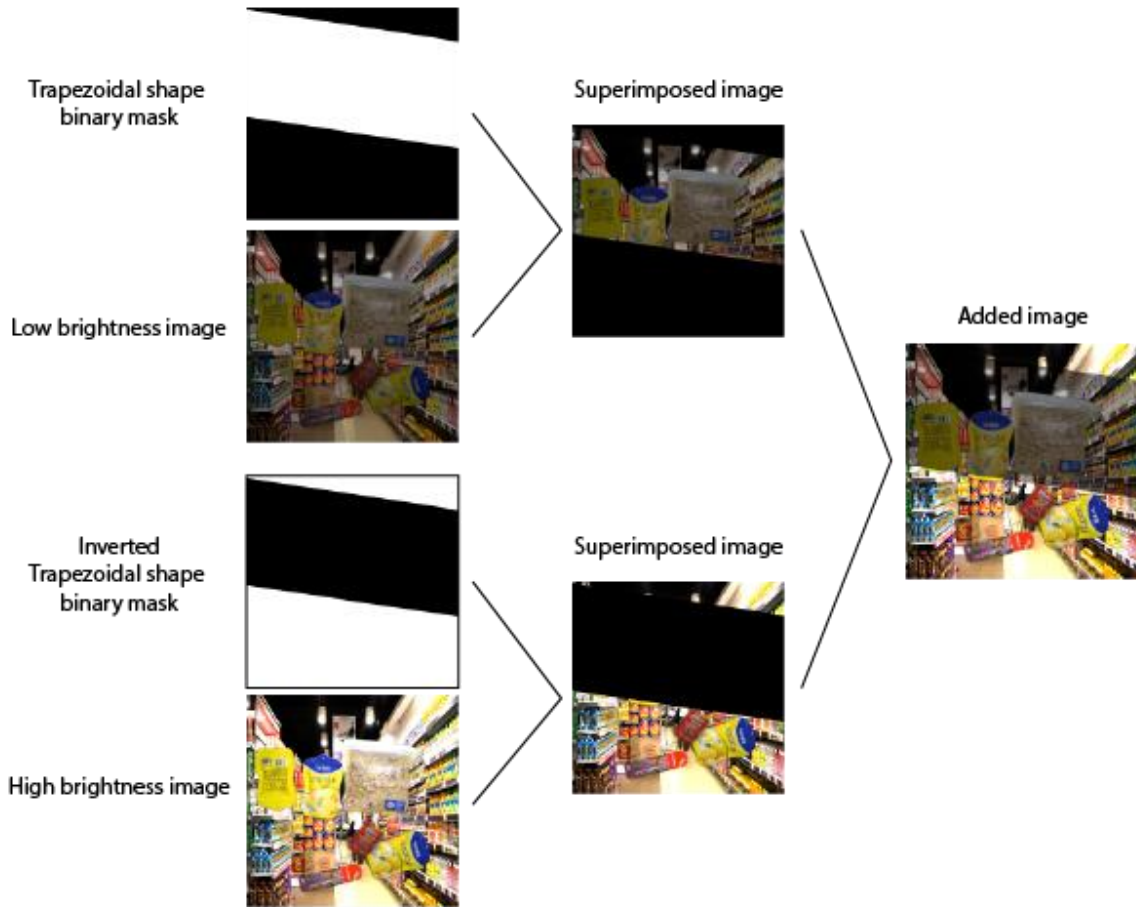 Trapezoidal shape
binary mask
Superimposed image
Low brightness image
Added image
Inverted
Trapezoidal shape
binary mask
Superimposed image
High brightness image